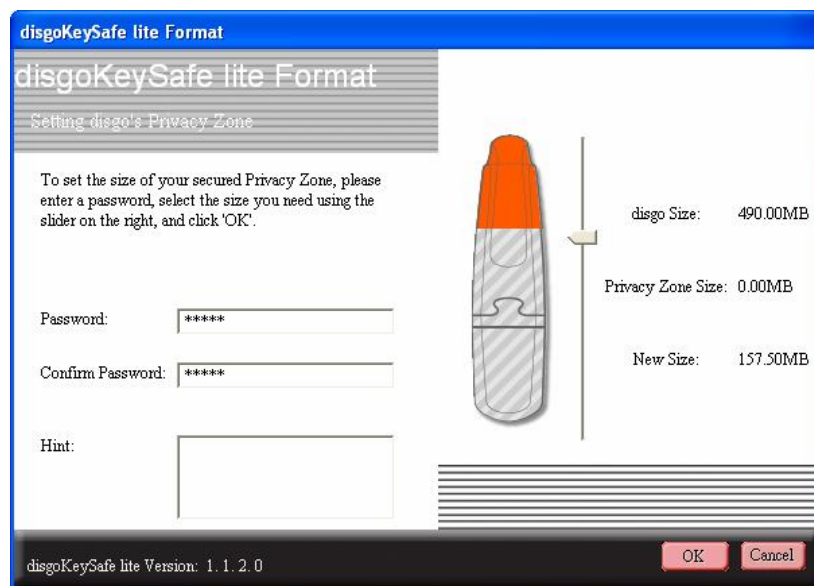 disgoKeySafe lite Format
disgoKeySafe lite Format
Setting disgo's Privacy Zone
To set the size of your secured Privacy Zone, please
enter a password, select the size you need using the
slider on the right, and click 'OK'.
Password: *****
Confirm Password: *****
Hint:
disgo Size: 490.00MB
Privacy Zone Size: 0.00MB
New Size: 157.50MB
disgoKeySafe lite Version: 1.1.2.0
OK
Cancel